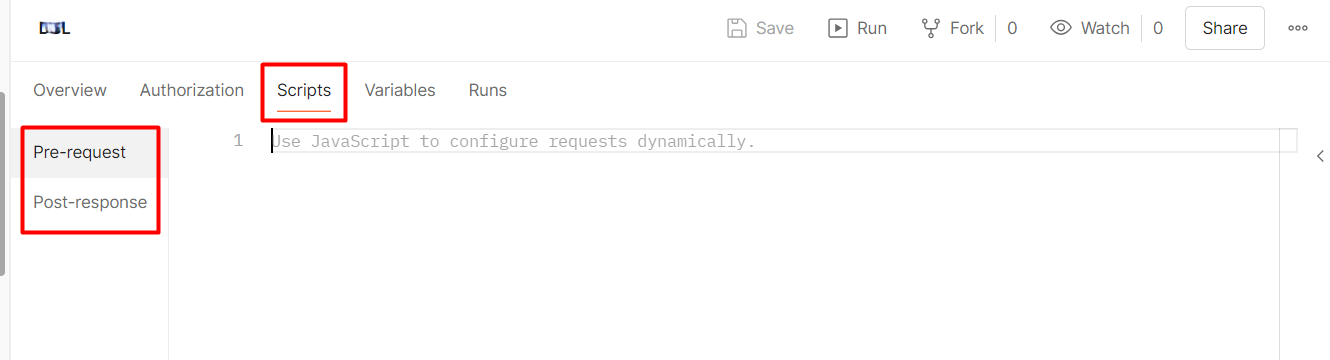 Save Run Fork 0 Watch 0 Share
Overview Authorization Scripts Variables Runs
Pre-request
Post-response
1 Use JavaScript to configure requests dynamically.